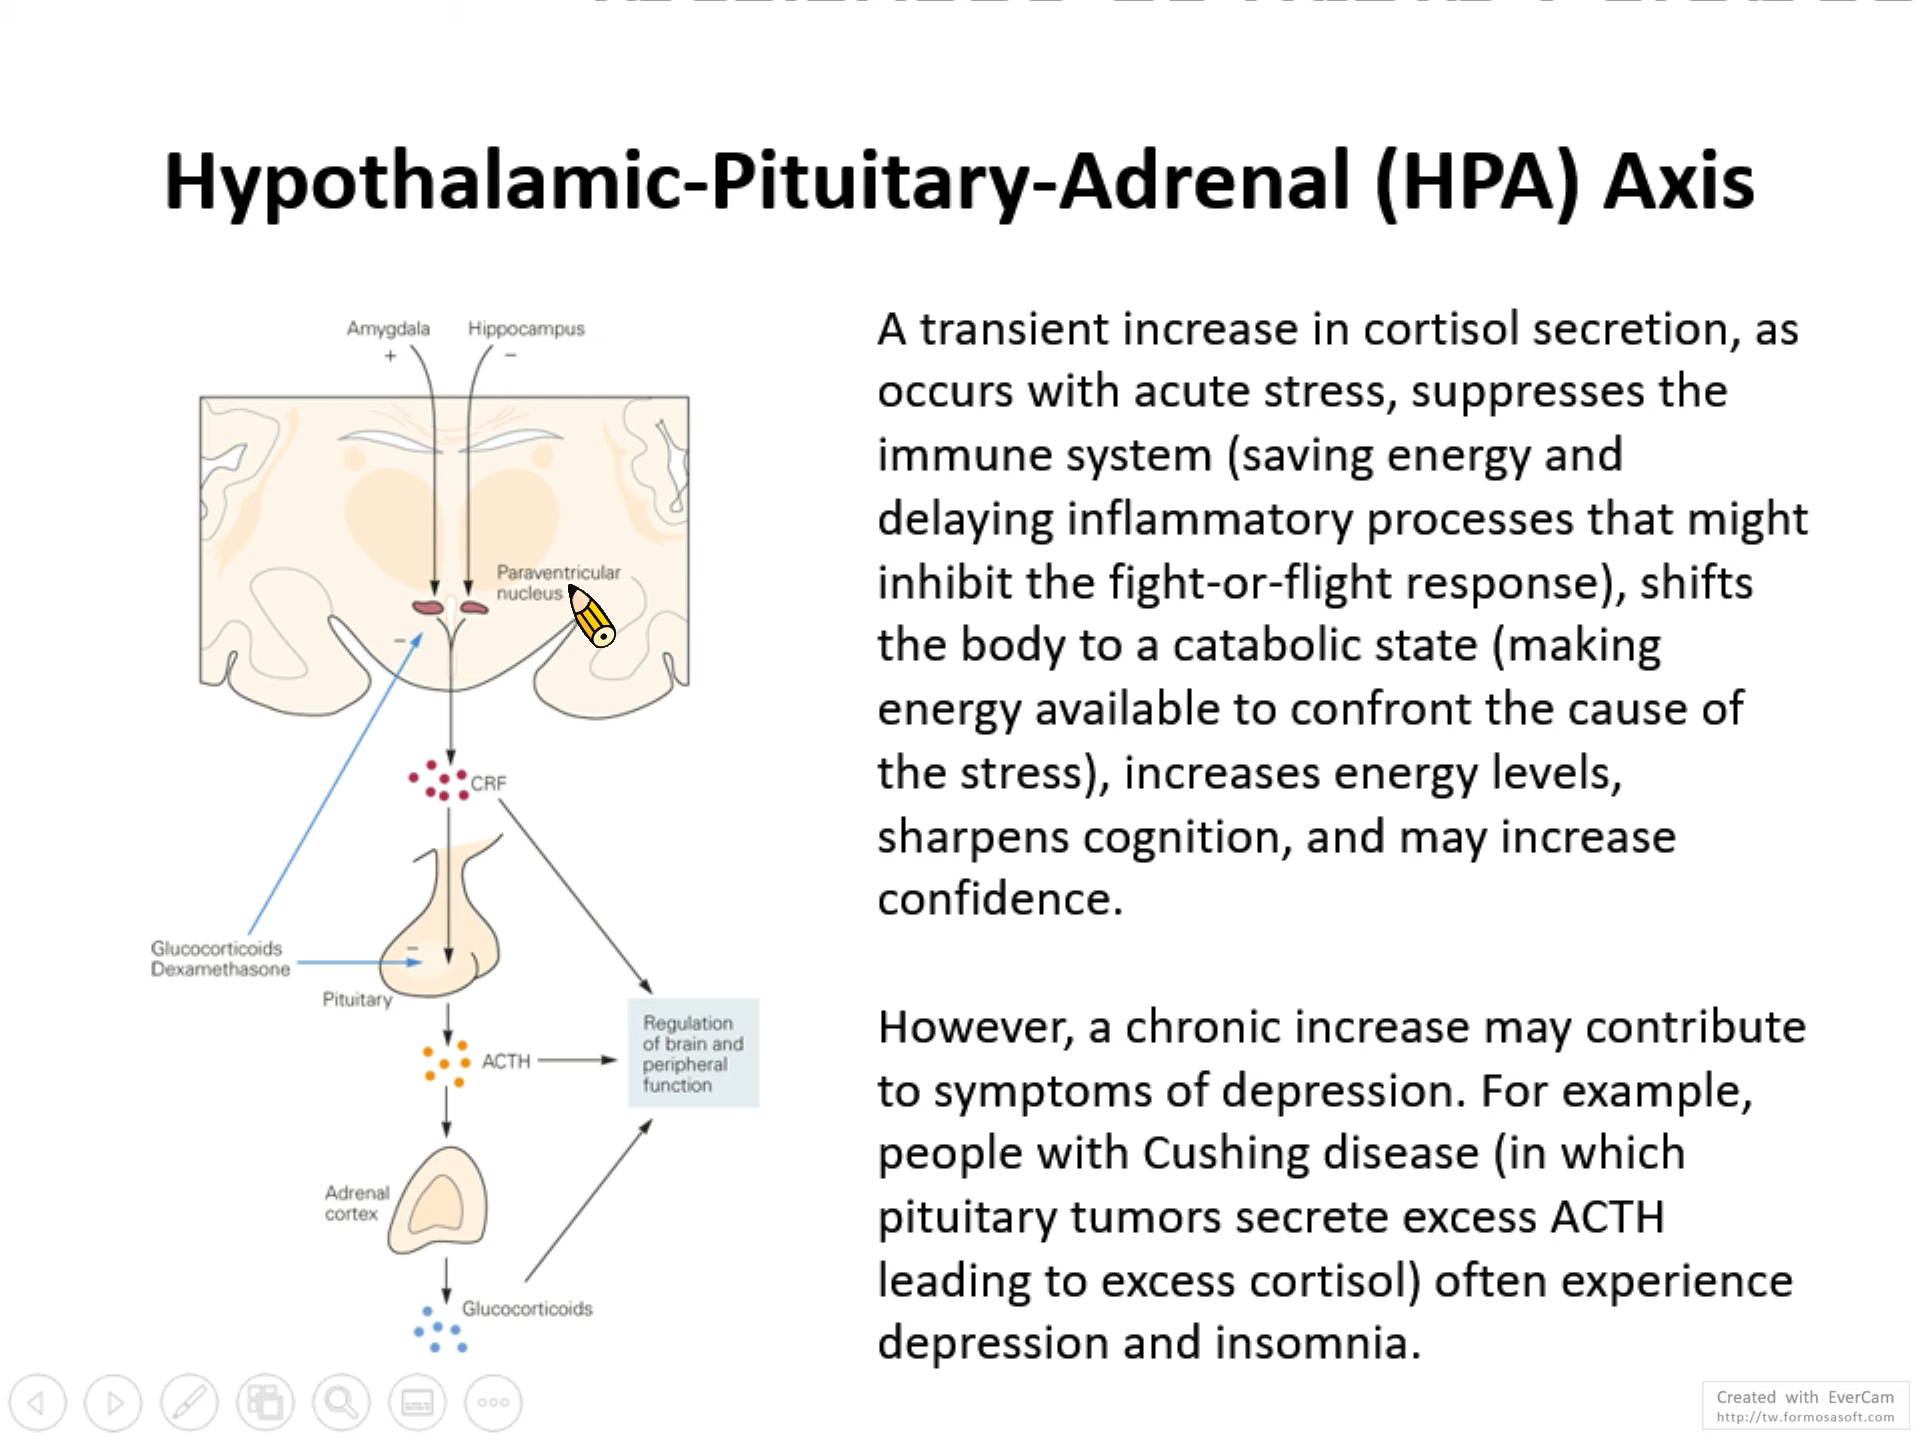 Hypothalamic-Pituitary-Adrenal (HPA) Axis
Amygdala
+
Hippocampus
−
Paraventricular
nucleus
−
CRF
Glucocorticoids
Dexamethasone
−
Pituitary
ACTH
Regulation
of brain and
peripheral
function
Adrenal
cortex
Glucocorticoids
A transient increase in cortisol secretion, as
occurs with acute stress, suppresses the
immune system (saving energy and
delaying inflammatory processes that might
inhibit the fight-or-flight response), shifts
the body to a catabolic state (making
energy available to confront the cause of
the stress), increases energy levels,
sharpens cognition, and may increase
confidence.
However, a chronic increase may contribute
to symptoms of depression. For example,
people with Cushing disease (in which
pituitary tumors secrete excess ACTH
leading to excess cortisol) often experience
depression and insomnia.
Created with EverCam
http://tw.formosasoft.com